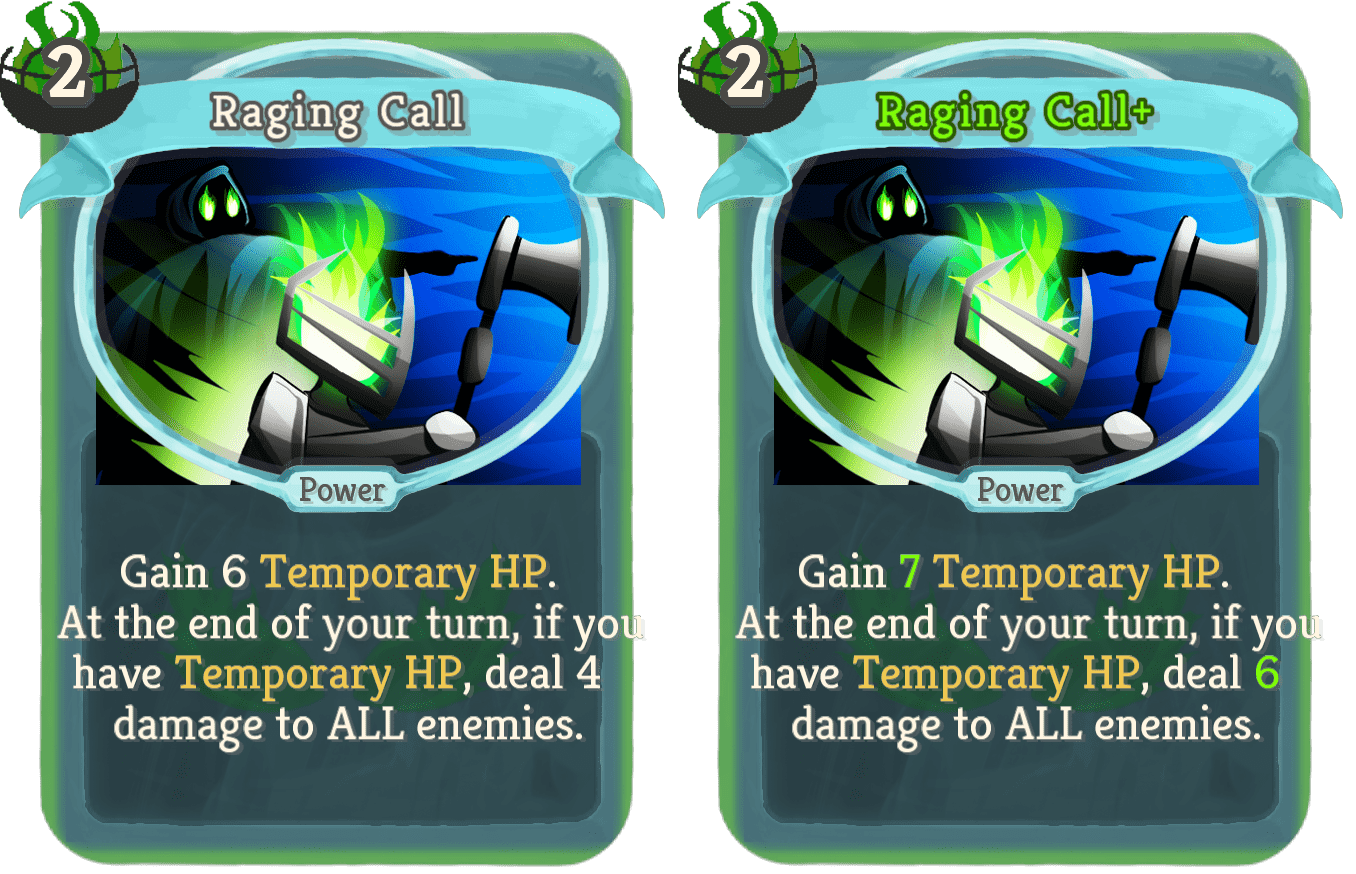 2
Raging Call
Power
Gain 6 Temporary HP.
At the end of your turn, if you
have Temporary HP, deal 4
damage to ALL enemies.
2
Raging Call+
Power
Gain 7 Temporary HP.
At the end of your turn, if you
have Temporary HP, deal 6
damage to ALL enemies.